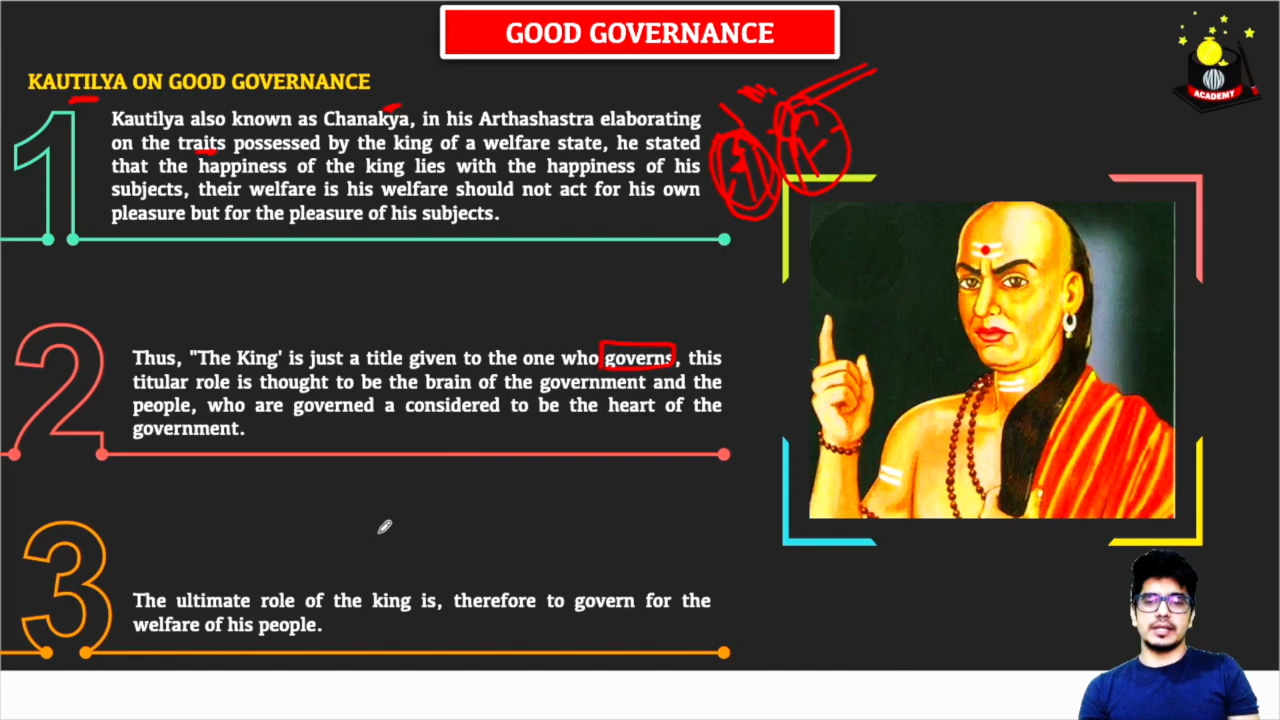 GOOD GOVERNANCE
KAUTILYA ON GOOD GOVERNANCE
1
Kautilya also known as Chanakya, in his Arthashastra elaborating
on the traits possessed by the king of a welfare state, he stated
that the happiness of the king lies with the happiness of his
subjects, their welfare is his welfare should not act for his own
pleasure but for the pleasure of his subjects.
2
Thus, "The King' is just a title given to the one who governs, this
titular role is thought to be the brain of the government and the
people, who are governed a considered to be the heart of the
government.
3
The ultimate role of the king is, therefore to govern for the
welfare of his people.
ACADEMY